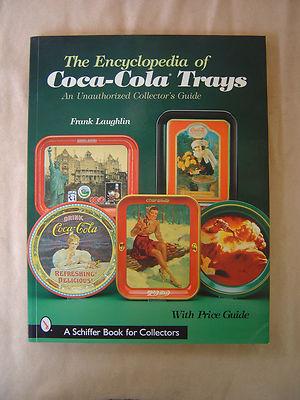 The Encyclopedia of
Coca-Cola® Trays
An Unauthorized Collector's Guide
Frank Laughlin
DRINK
Coca-Cola
REFRESHING
DELICIOUS
With Price Guide
A Schiffer Book for Collectors